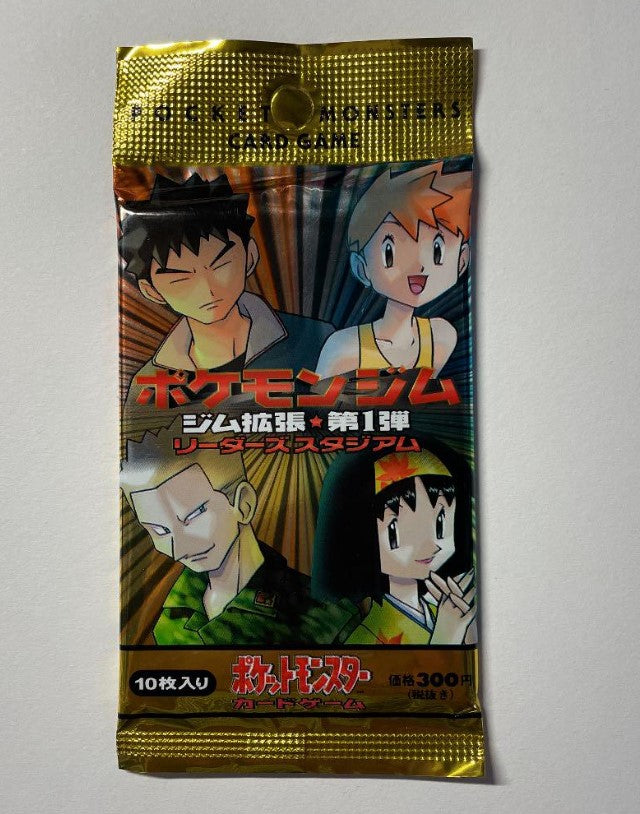 POCKET MONSTERS
CARD GAME
ポケモンジム
ジム拡張★第1弾
リーダーズ スタジアム
10枚入り
ポケットモンスター
カードゲーム
価格300円
(税抜き)